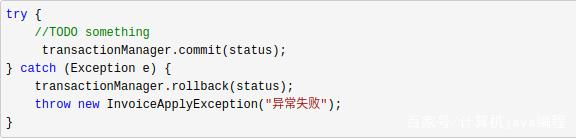 try {
    //TODO something
     transactionManager.commit(status);
} catch (Exception e) {
    transactionManager.rollback(status);
    throw new InvoiceApplyException("异常失败");
}
百家号/计算机java编程